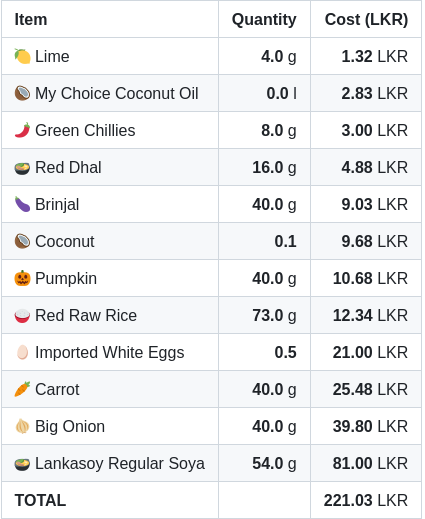 Item Quantity Cost (LKR)
Lime 4.0 g 1.32 LKR
My Choice Coconut Oil 0.0 l 2.83 LKR
Green Chillies 8.0 g 3.00 LKR
Red Dhal 16.0 g 4.88 LKR
Brinjal 40.0 g 9.03 LKR
Coconut 0.1 9.68 LKR
Pumpkin 40.0 g 10.68 LKR
Red Raw Rice 73.0 g 12.34 LKR
Imported White Eggs 0.5 21.00 LKR
Carrot 40.0 g 25.48 LKR
Big Onion 40.0 g 39.80 LKR
Lankasoy Regular Soya 54.0 g 81.00 LKR
TOTAL 221.03 LKR